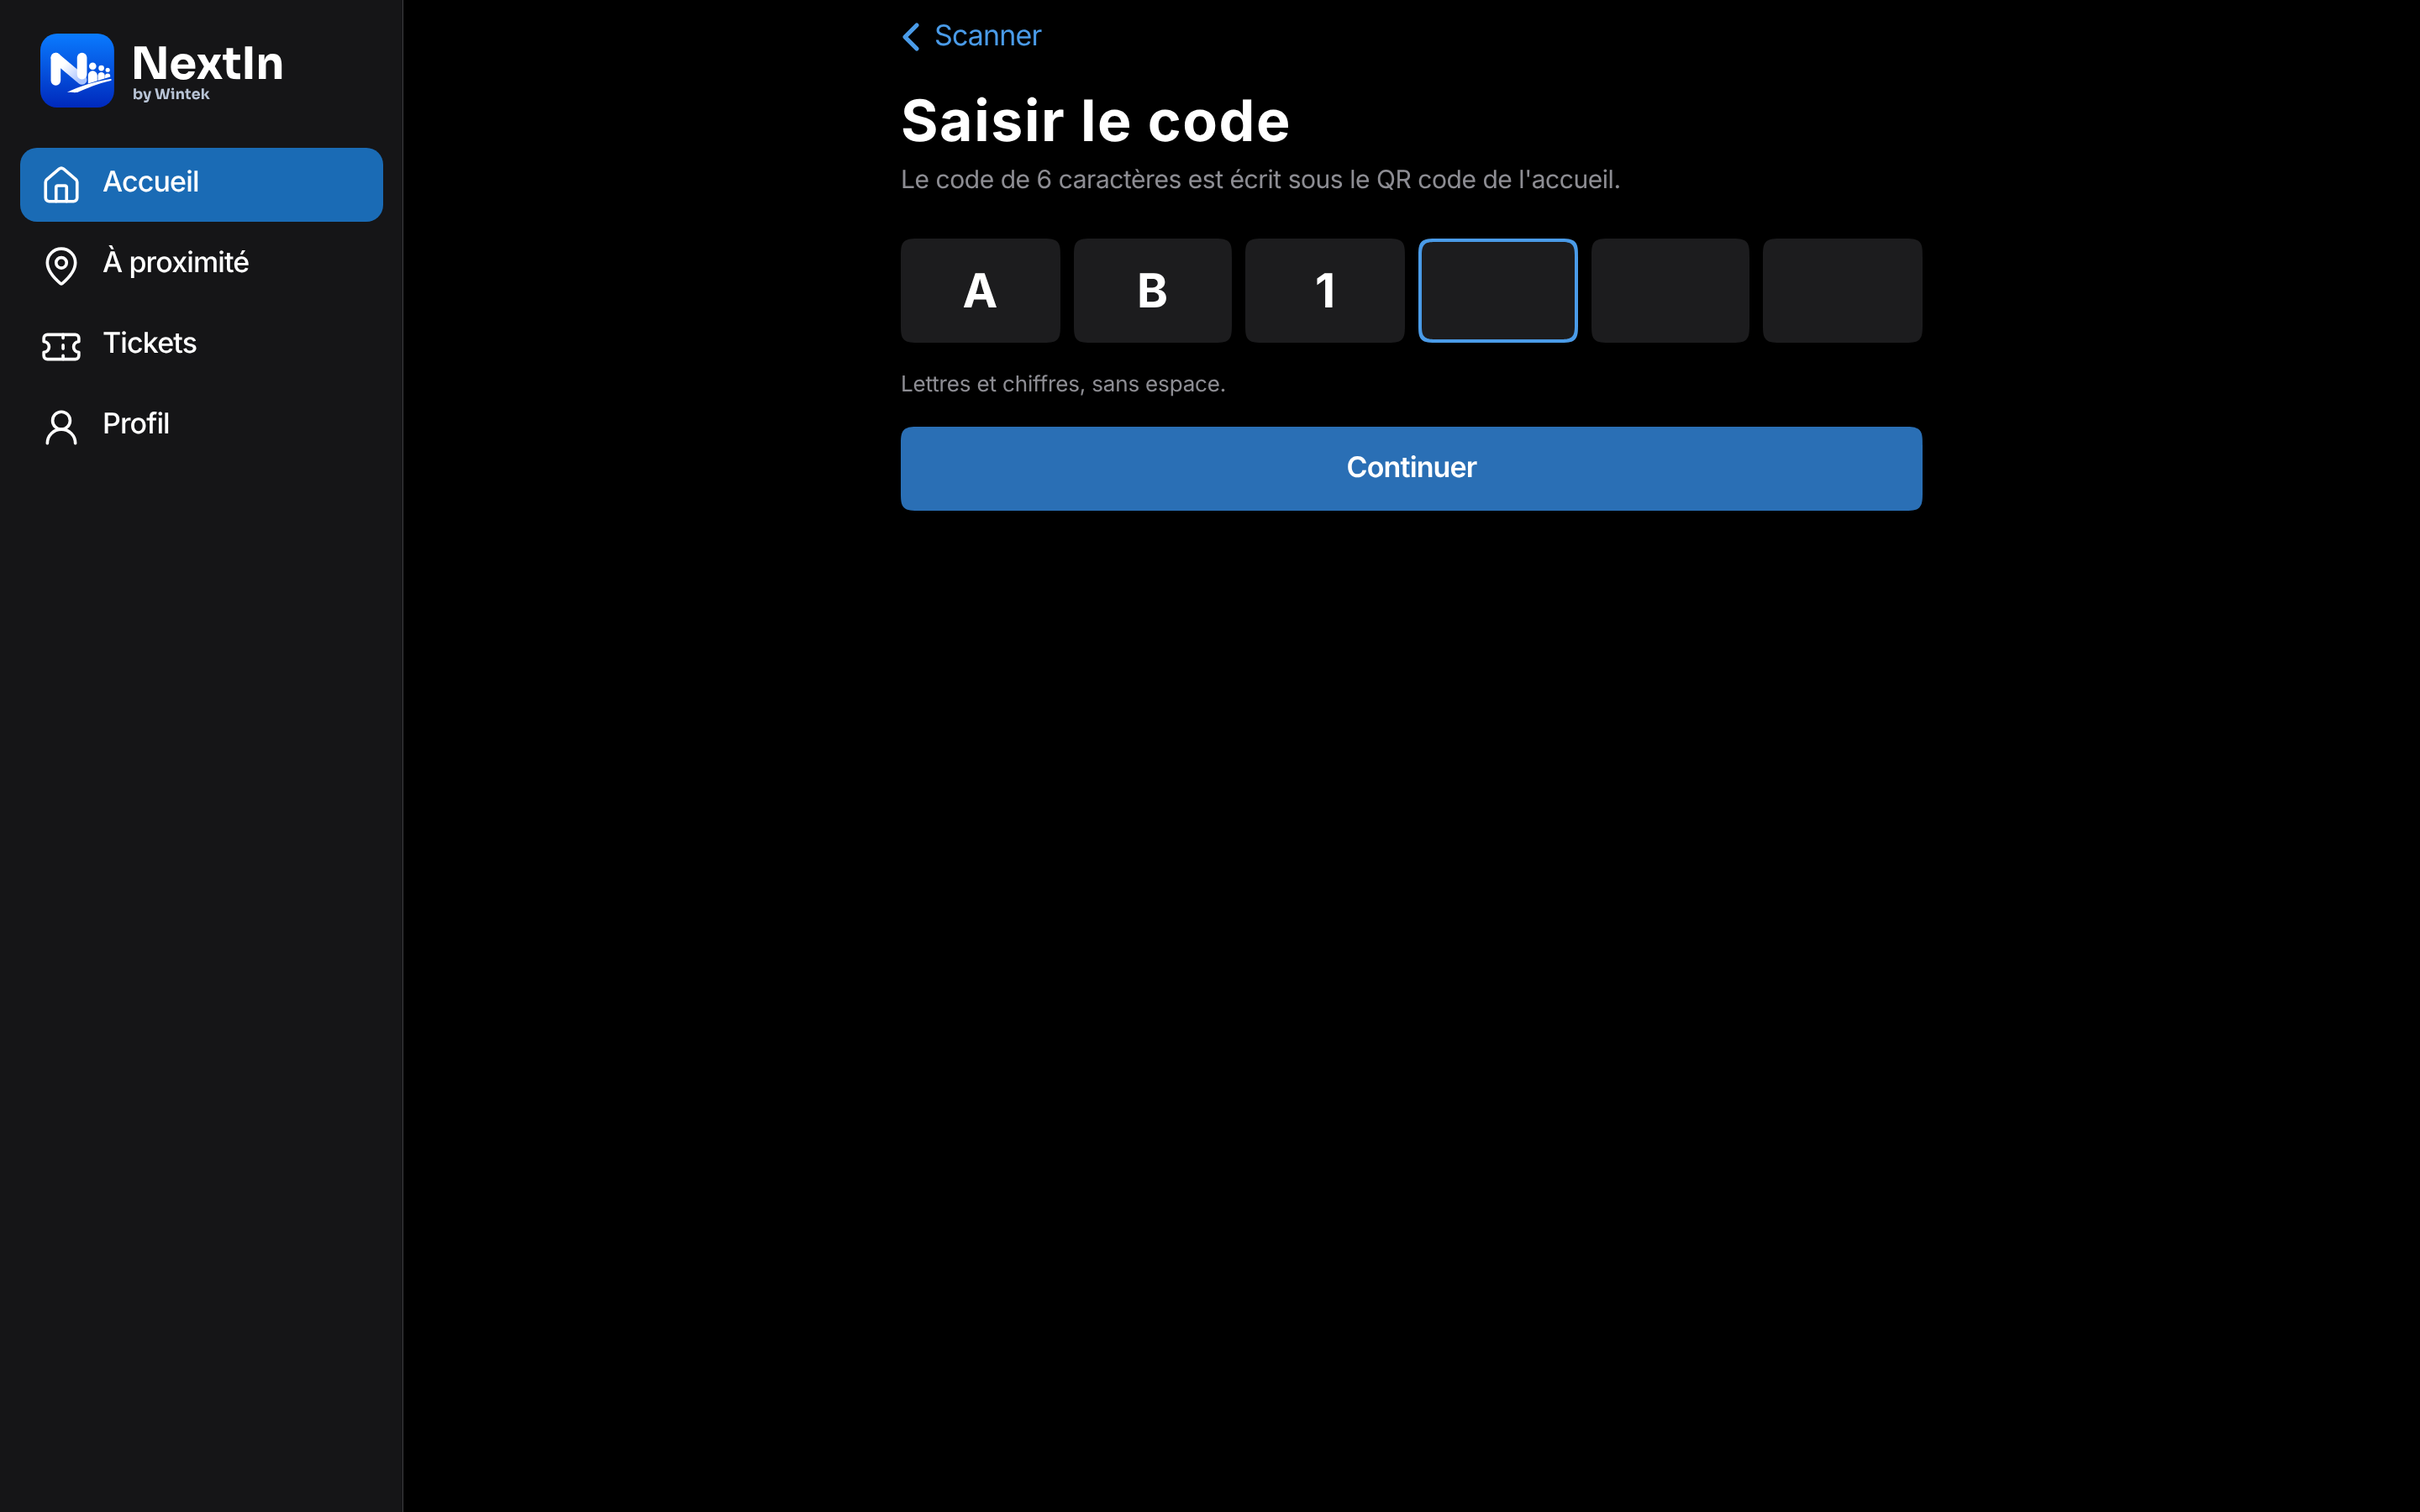 NextIn
by Wintek
Accueil
À proximité
Tickets
Profil
Scanner
Saisir le code
Le code de 6 caractères est écrit sous le QR code de l'accueil.
A B 1
Lettres et chiffres, sans espace.
Continuer